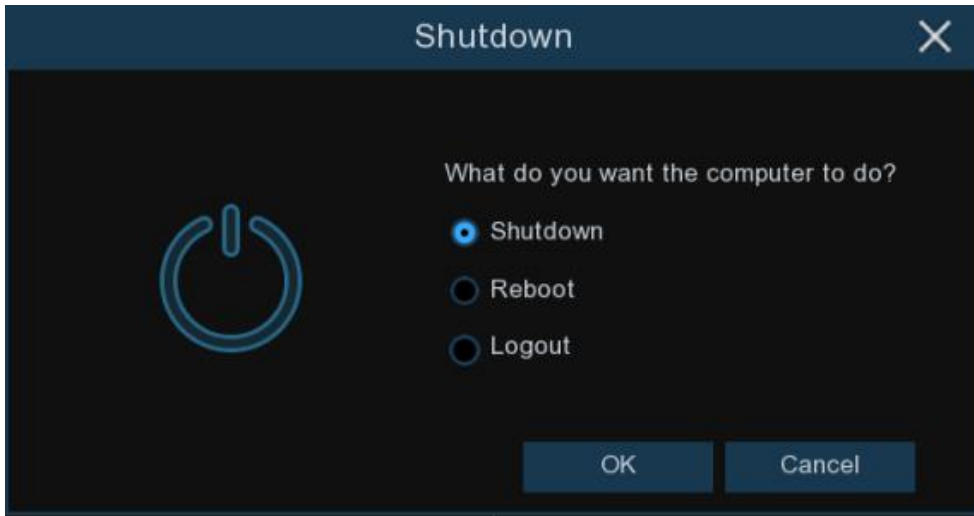 Shutdown
What do you want the computer to do?
Shutdown
Reboot
Logout
OK
Cancel